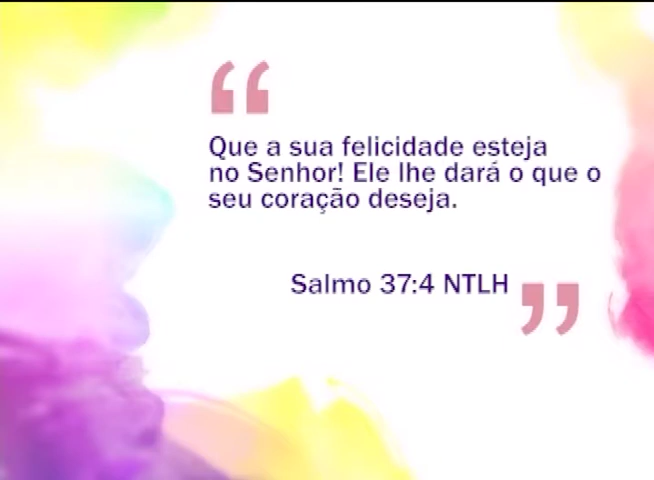 “
Que a sua felicidade esteja
no Senhor! Ele lhe dará o que o
seu coração deseja.
Salmo 37:4 NTLH ”